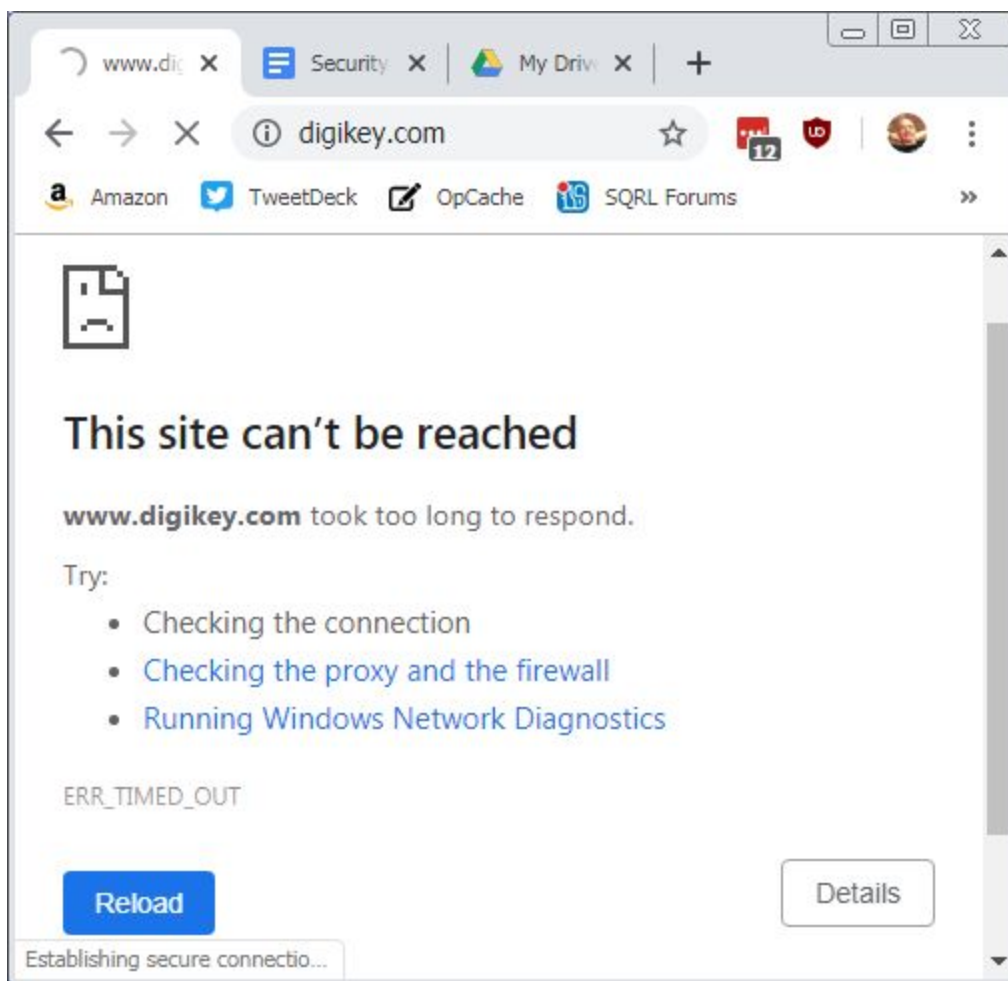 www.dig
Security
My Driv
digikey.com
12
UD
a Amazon
TweetDeck
OpCache
SQRL Forums
This site can't be reached
www.digikey.com took too long to respond.
Try:
Checking the connection
Checking the proxy and the firewall
Running Windows Network Diagnostics
ERR_TIMED_OUT
Reload
Details
Establishing secure connectio...